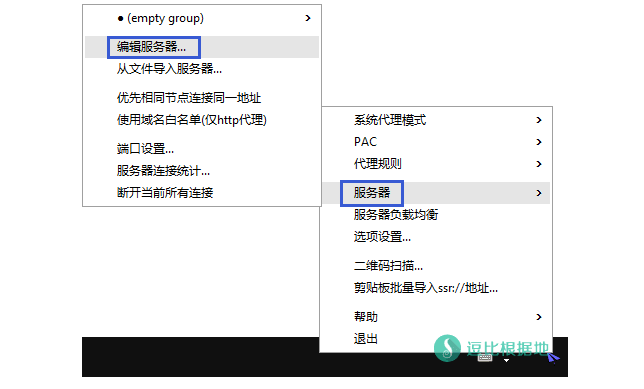 ● (empty group)
编辑服务器...
从文件导入服务器...
优先相同节点连接同一地址
使用域名白名单(仅http代理)
端口设置...
服务器连接统计...
断开当前所有连接
系统代理模式
PAC
代理规则
服务器
服务器负载均衡
选项设置...
二维码扫描...
剪贴板批量导入ssr://地址...
帮助
退出
逗比根据地